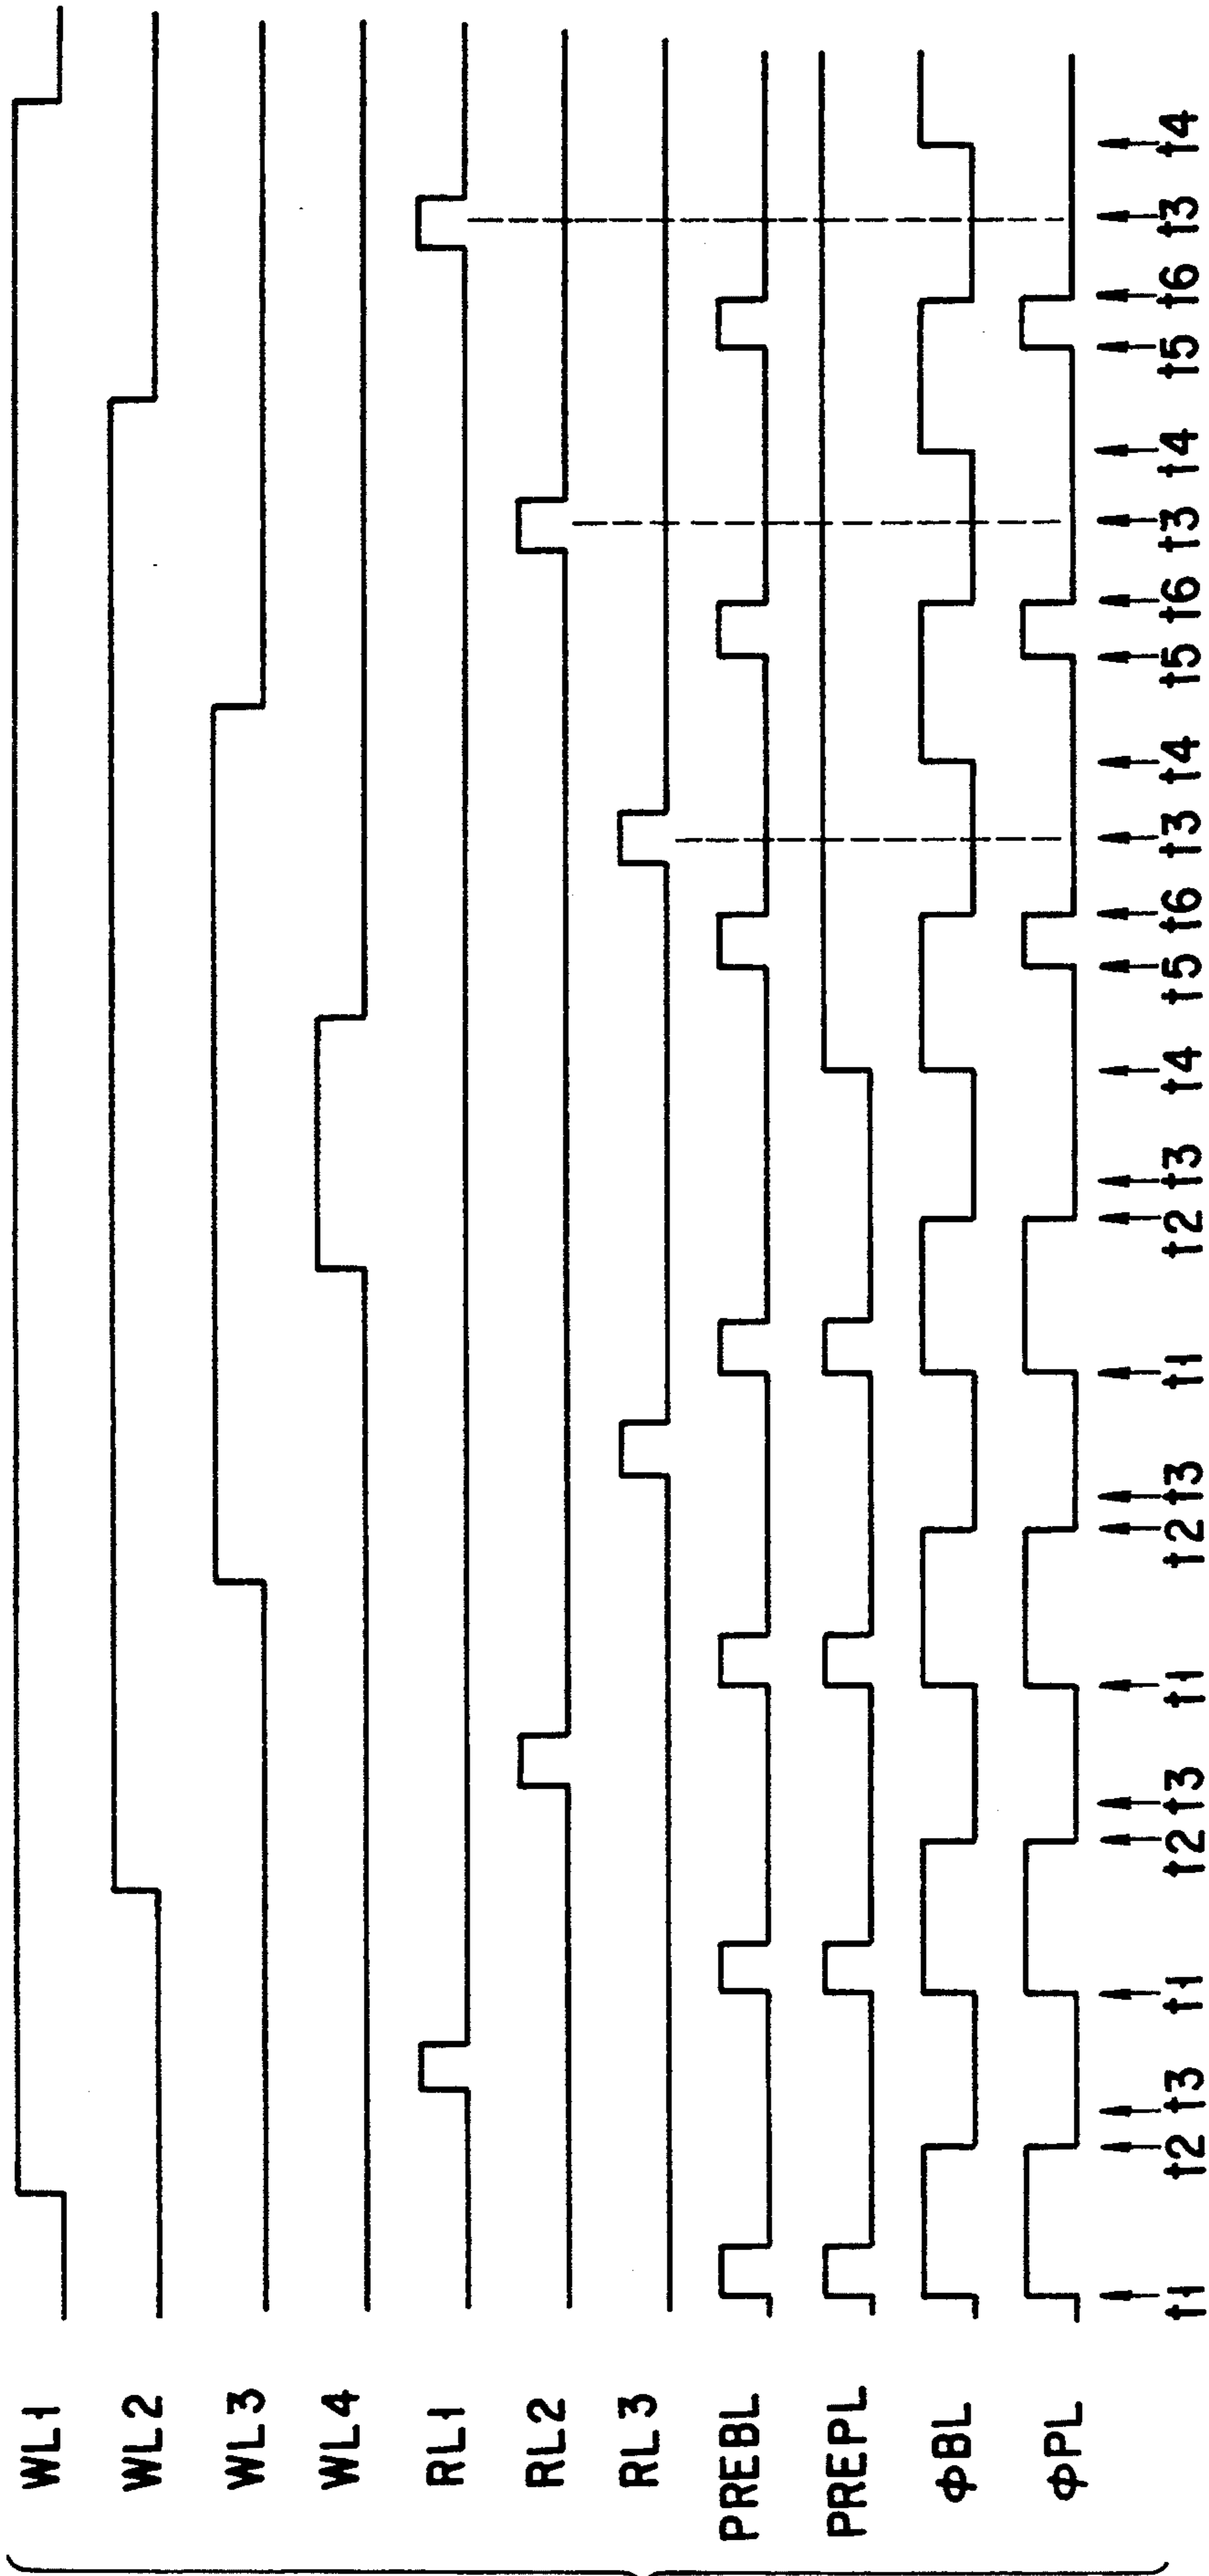 WL1
WL2
WL3
WL4
RL1
RL2
RL3
PREBL
PREPL
ΦBL
ΦPL
t1 t2 t3 t1 t2 t3 t1 t2 t3 t1 t2 t3 t4 t5 t6 t3 t4 t5 t6 t3 t4 t5 t6 t3 t4